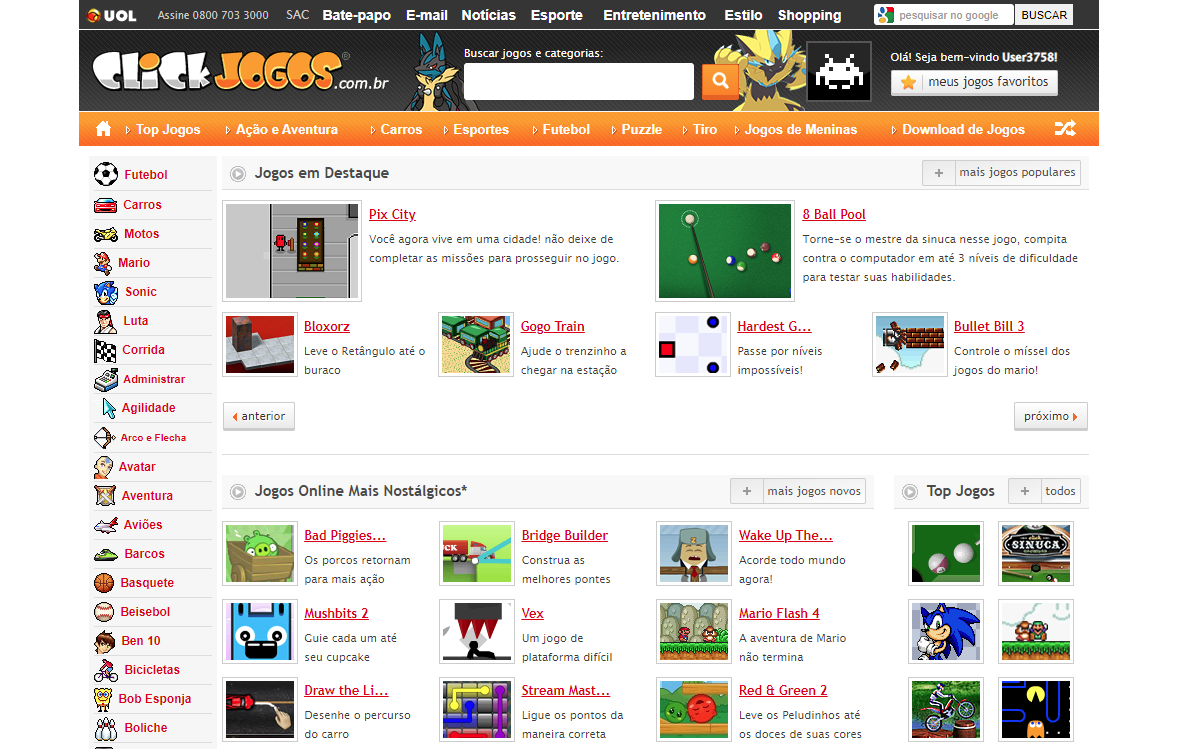 UOL Assine 0800 703 3000 SAC Bate-papo E-mail Notícias Esporte Entretenimento Estilo Shopping pesquisar no google BUSCAR
CLiCK JOGOS.com.br
Buscar jogos e categorias:
Olá! Seja bem-vindo User3758!
meus jogos favoritos
Top Jogos Ação e Aventura Carros Esportes Futebol Puzzle Tiro Jogos de Meninas Download de Jogos
Futebol
Carros
Motos
Mario
Sonic
Luta
Corrida
Administrar
Agilidade
Arco e Flecha
Avatar
Aventura
Aviões
Barcos
Basquete
Beisebol
Ben 10
Bicicletas
Bob Esponja
Boliche
Jogos em Destaque
+ mais jogos populares
Pix City
Você agora vive em uma cidade! não deixe de
completar as missões para prosseguir no jogo.
8 Ball Pool
Torne-se o mestre da sinuca nesse jogo, compita
contra o computador em até 3 níveis de dificuldade
para testar suas habilidades.
Bloxorz
Leve o Retângulo até o
buraco
Gogo Train
Ajude o trenzinho a
chegar na estação
Hardest G...
Passe por níveis
impossíveis!
Bullet Bill 3
Controle o míssel dos
jogos do mario!
anterior
próximo
Jogos Online Mais Nostálgicos*
+ mais jogos novos
Bad Piggies...
Os porcos retornam
para mais ação
CK
Bridge Builder
Construa as
melhores pontes
Wake Up The...
Acorde todo mundo
agora!
Mushbits 2
Guie cada um até
seu cupcake
Vex
Um jogo de
plataforma difícil
Mario Flash 4
A aventura de Mario
não termina
Draw the Li...
Desenhe o percurso
do carro
Stream Mast...
Ligue os pontos da
maneira correta
Red & Green 2
Leve os Peludinhos até
os doces de suas cores
Top Jogos
+ todos
SINUCA